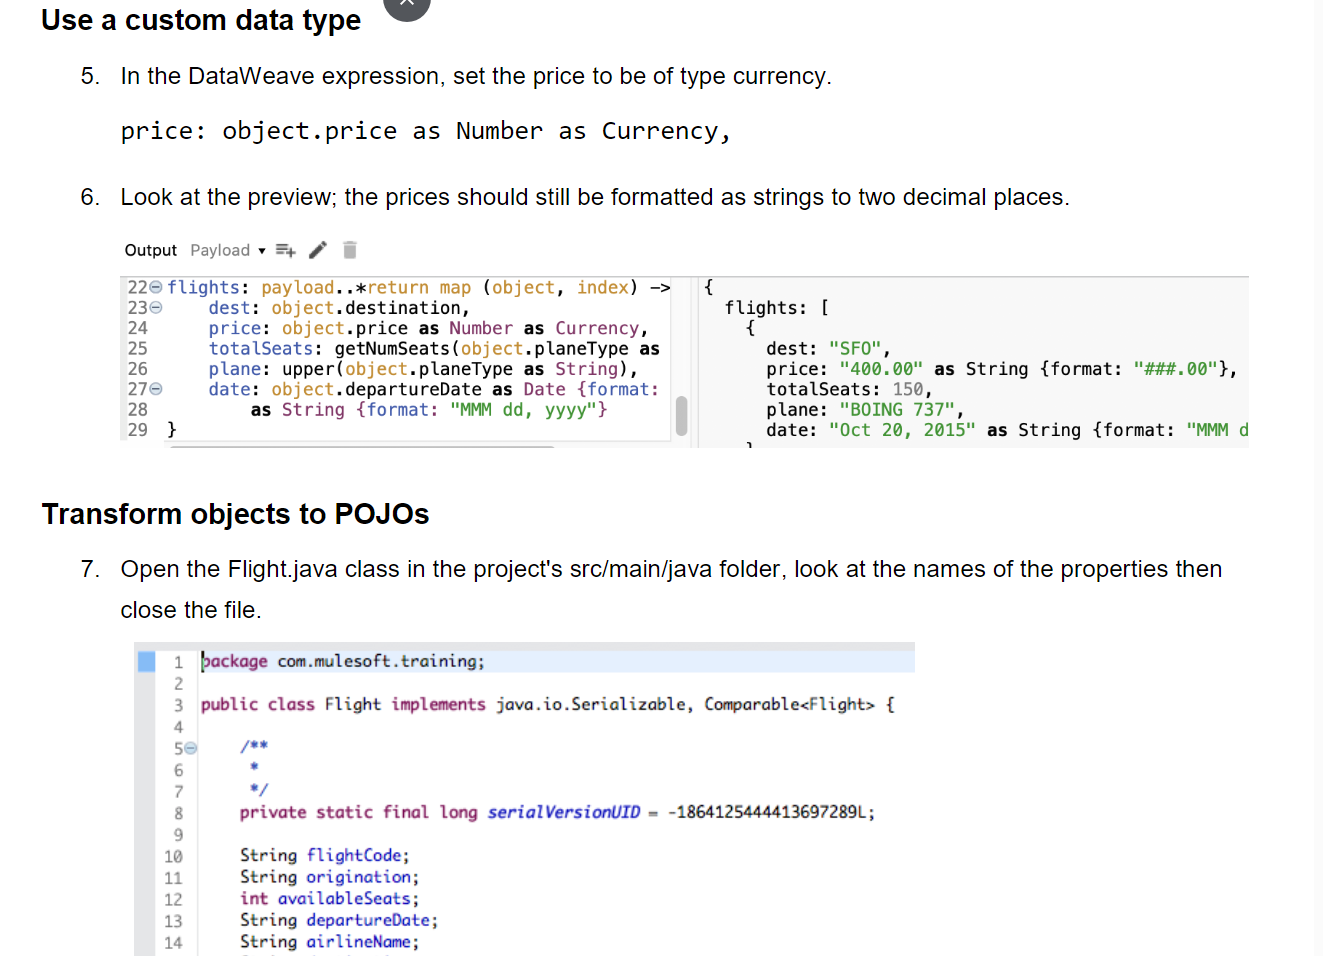 Use a custom data type
5. In the DataWeave expression, set the price to be of type currency.
price: object.price as Number as Currency,
6. Look at the preview; the prices should still be formatted as strings to two decimal places.
Output Payload
22 flights: payload..*return map (object, index) ->
23 dest: object.destination,
24 price: object.price as Number as Currency,
25 totalSeats: getNumSeats(object.planeType as
26 plane: upper(object.planeType as String),
27 date: object.departureDate as Date {format:
28 as String {format: "MMM dd, yyyy"}
29 }
{
flights: [
{
dest: "SFO",
price: "400.00" as String {format: "###.00"},
totalSeats: 150,
plane: "BOING 737",
date: "Oct 20, 2015" as String {format: "MMM d
Transform objects to POJOs
7. Open the Flight.java class in the project's src/main/java folder, look at the names of the properties then
close the file.
1 package com.mulesoft.training;
2
3 public class Flight implements java.io.Serializable, Comparable<Flight> {
4
5 /**
6 *
7 */
8 private static final long serialVersionUID = -1864125444413697289L;
9
10 String flightCode;
11 String origination;
12 int availableSeats;
13 String departureDate;
14 String airlineName;